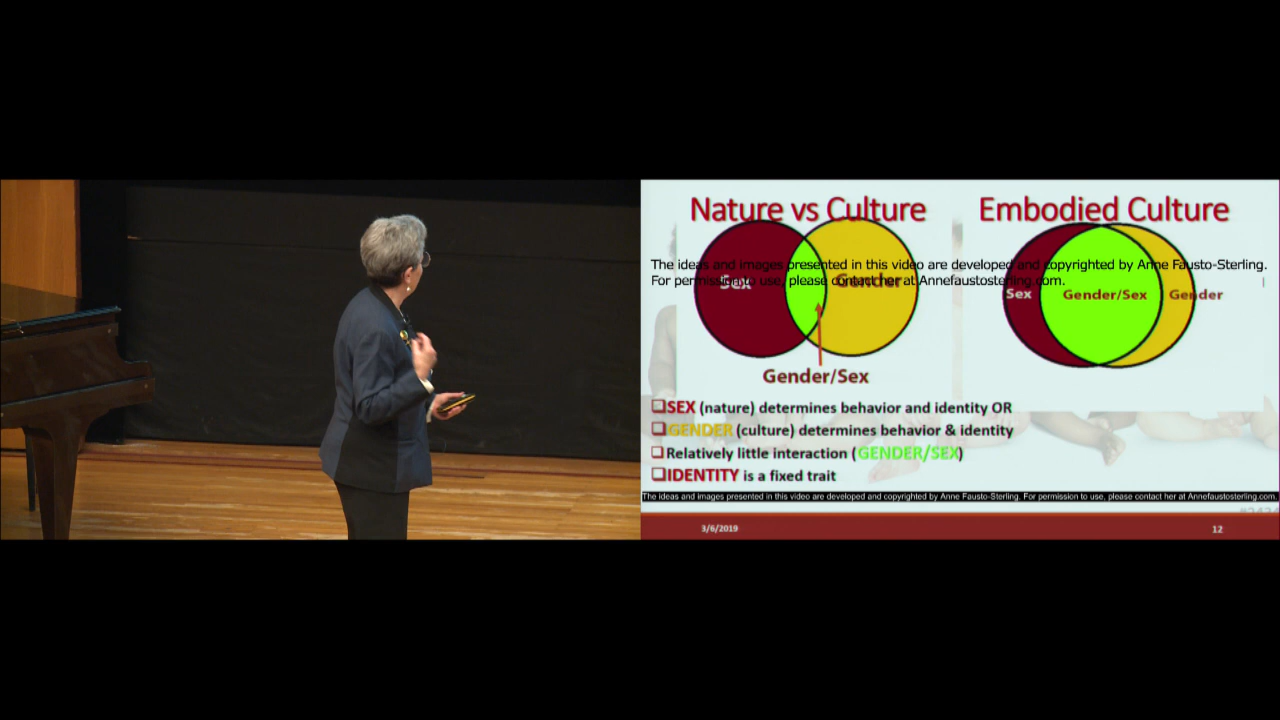 Nature vs Culture
Embodied Culture
The ideas and images presented in this video are developed and copyrighted by Anne Fausto-Sterling.
For permission to use, please contact her at Annefaustosterling.com.
Sex
Gender
Sex
Gender/Sex
Gender
Gender/Sex
❑SEX (nature) determines behavior and identity OR
❑GENDER (culture) determines behavior & identity
❑Relatively little interaction (GENDER/SEX)
❑IDENTITY is a fixed trait
The ideas and images presented in this video are developed and copyrighted by Anne Fausto-Sterling. For permission to use, please contact her at Annefaustosterling.com.
3/6/2019
12